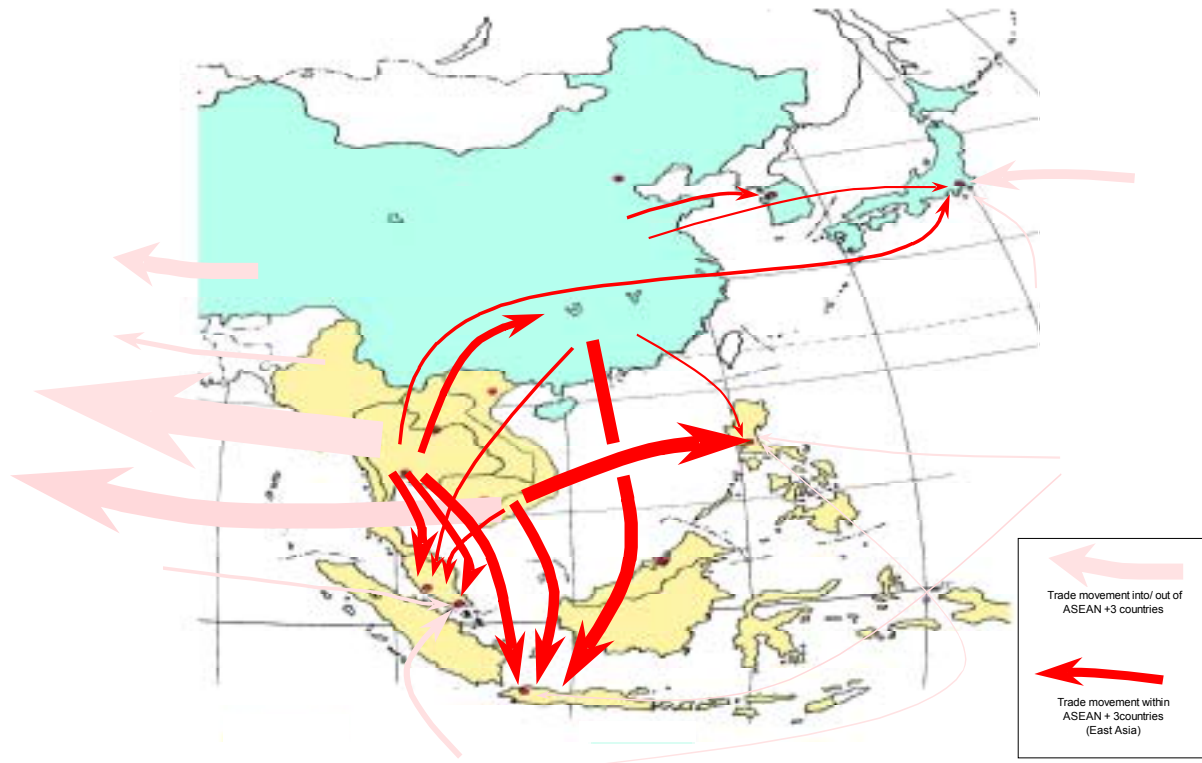 Trade movement into/ out of
ASEAN +3 countries
Trade movement within
ASEAN + 3countries
(East Asia)